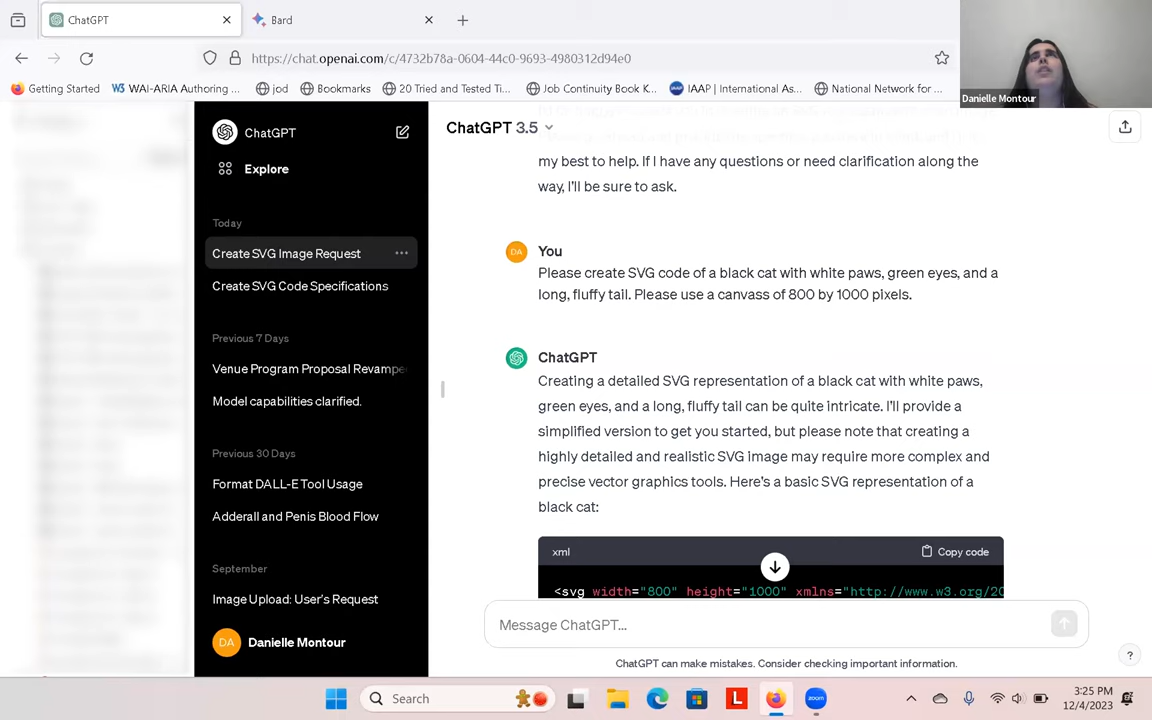 ChatGPT
Bard
https://chat.openai.com/c/4732b78a-0604-44c0-9693-4980312d94e0
Getting Started
WAI-ARIA Authoring ...
jod
Bookmarks
20 Tried and Tested Ti...
Job Continuity Book K...
IAAP | International As...
National Network for ...
Danielle Montour
ChatGPT
Explore
Today
Create SVG Image Request
Create SVG Code Specifications
Previous 7 Days
Venue Program Proposal Revampe
Model capabilities clarified.
Previous 30 Days
Format DALL-E Tool Usage
Adderall and Penis Blood Flow
September
Image Upload: User's Request
DA
Danielle Montour
ChatGPT 3.5
my best to help. If I have any questions or need clarification along the
way, I'll be sure to ask.
DA
You
Please create SVG code of a black cat with white paws, green eyes, and a
long, fluffy tail. Please use a canvass of 800 by 1000 pixels.
ChatGPT
Creating a detailed SVG representation of a black cat with white paws,
green eyes, and a long, fluffy tail can be quite intricate. I'll provide a
simplified version to get you started, but please note that creating a
highly detailed and realistic SVG image may require more complex and
precise vector graphics tools. Here's a basic SVG representation of a
black cat:
xml
Copy code
<svg width="800" height="1000" xmlns="http://www.w3.org/20
Message ChatGPT...
ChatGPT can make mistakes. Consider checking important information.
?
Search
L
zoom
3:25 PM
12/4/2023